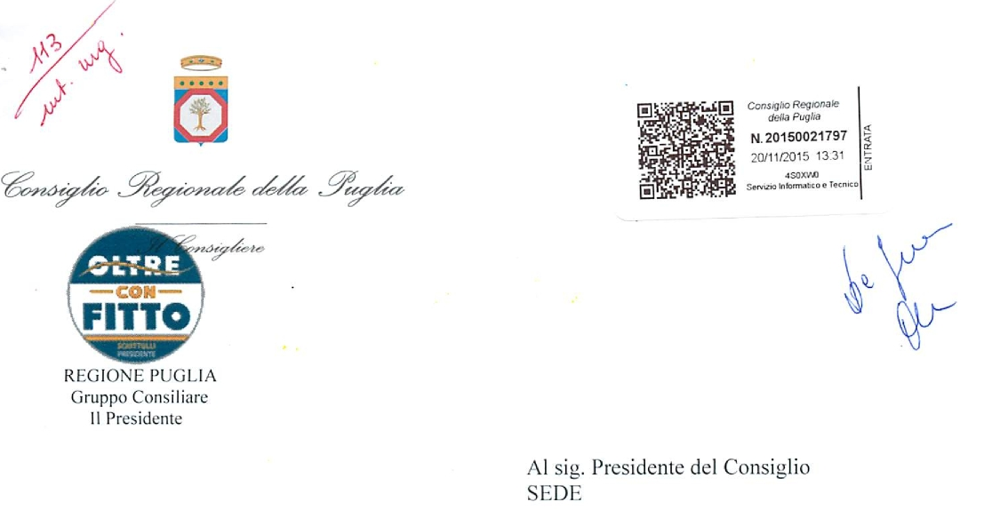 113
int. urg.
Consiglio Regionale della Puglia
Il Consigliere
OLTRE
CON
FITTO
SCHITTULLI
PRESIDENTE
REGIONE PUGLIA
Gruppo Consiliare
Il Presidente
Consiglio Regionale
della Puglia
N. 20150021797
20/11/2015 13:31
4S0XW0
Servizio Informatico e Tecnico
ENTRATA
Al sig. Presidente del Consiglio
SEDE